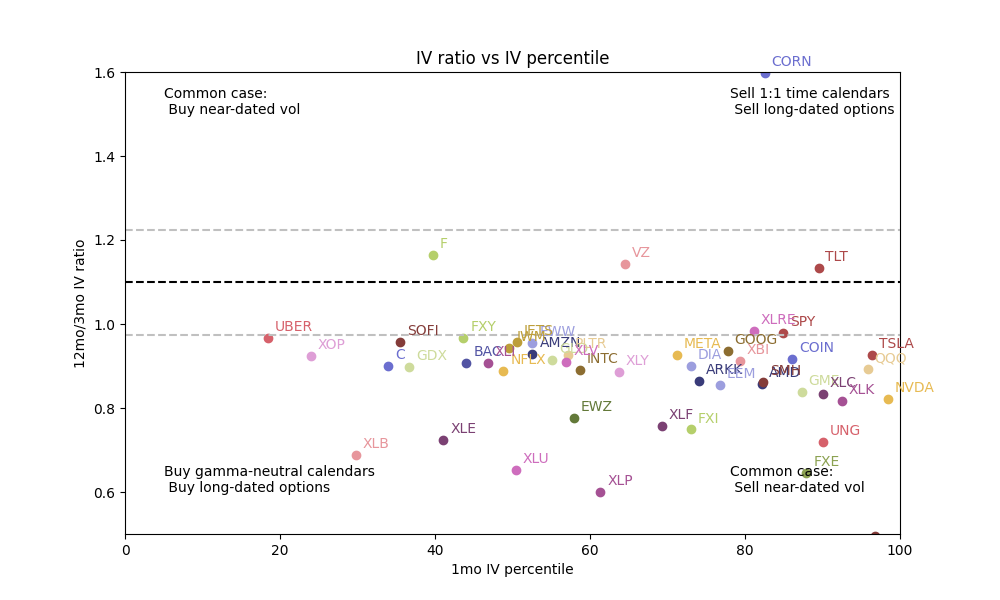 IV ratio vs IV percentile
CORN
1.6
Common case:
Buy near-dated vol
Sell 1:1 time calendars
Sell long-dated options
1.4
1.2
F
VZ
TLT
12mo/3mo IV ratio
1.0
UBER
XOP
SOFI
FXY
IWM
EWW
AMZN
XLRE
SPY
C
GDX
BAC
XLI
NFLX
XLV
INTC
XLY
META
GOOG
DIA
XBI
COIN
TSLA
QQQ
ARKK
EEM
AMD
SMH
XLC
XLK
NVDA
0.8
EWZ
XLF
FXI
XLE
XLB
XLU
XLP
UNG
FXE
Buy gamma-neutral calendars
Buy long-dated options
Common case:
Sell near-dated vol
0.6
0
20
40
60
80
100
1mo IV percentile